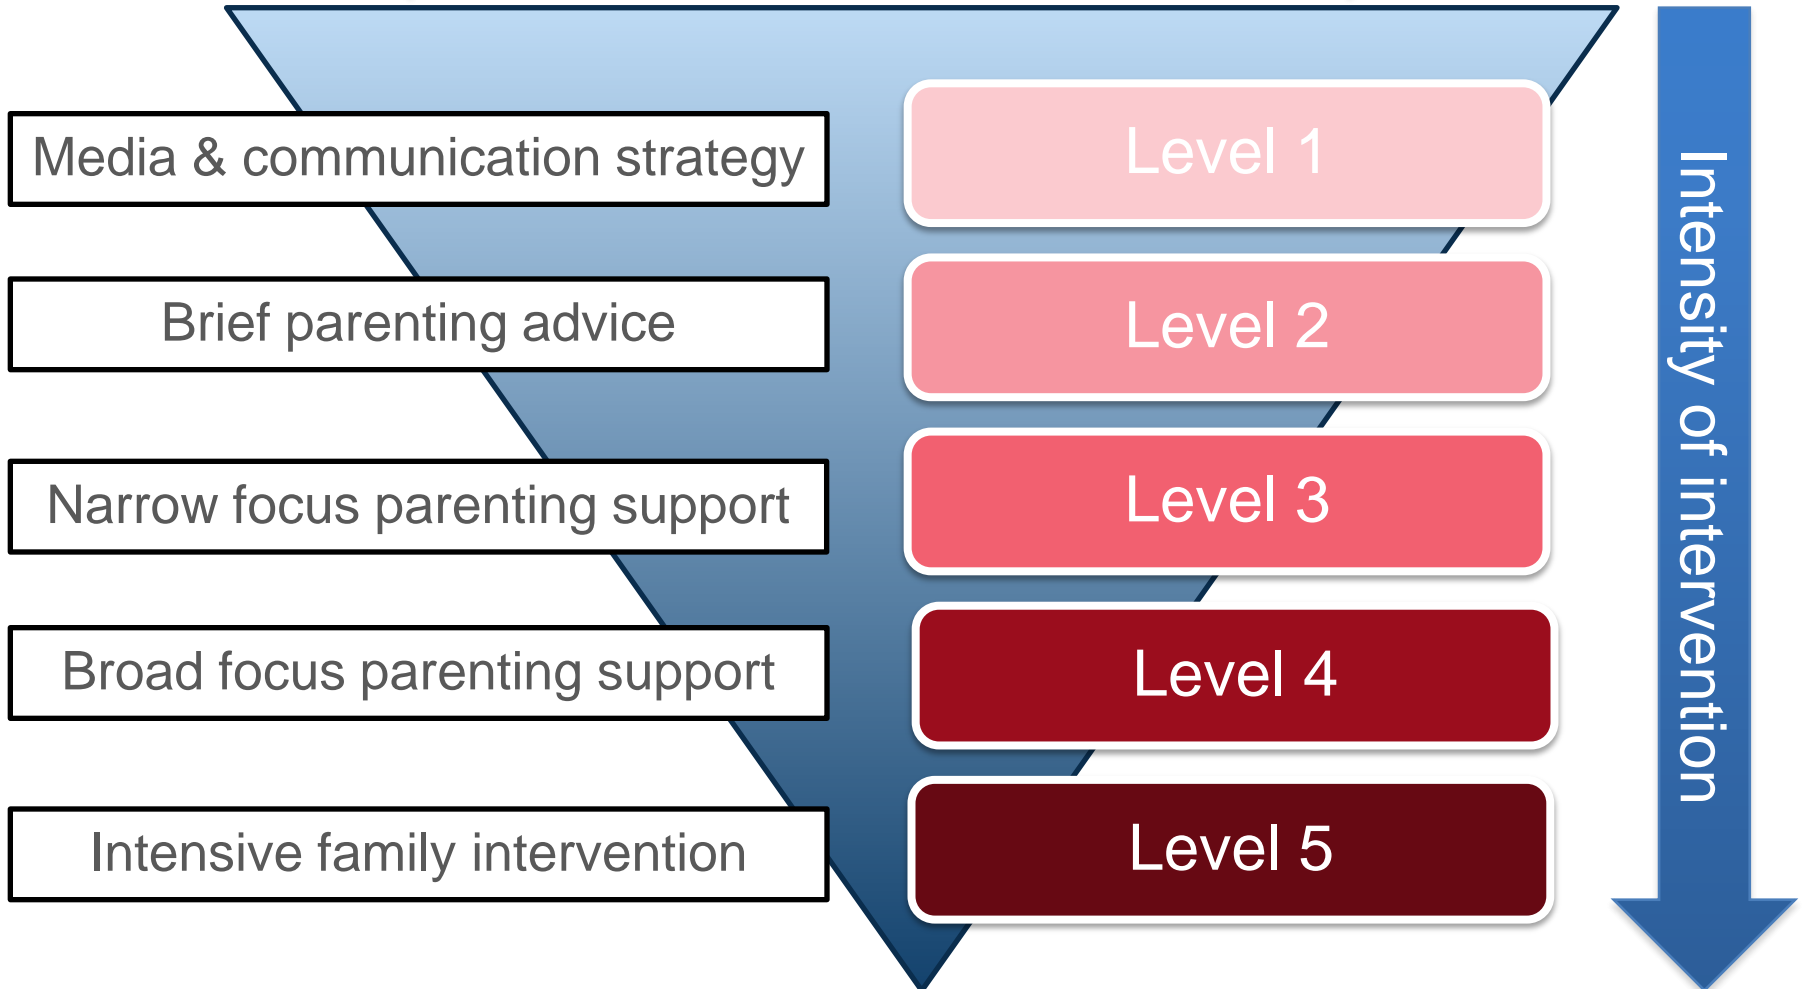 Media & communication strategy
Level 1
Brief parenting advice
Level 2
Narrow focus parenting support
Level 3
Broad focus parenting support
Level 4
Intensive family intervention
Level 5
Intensity of intervention